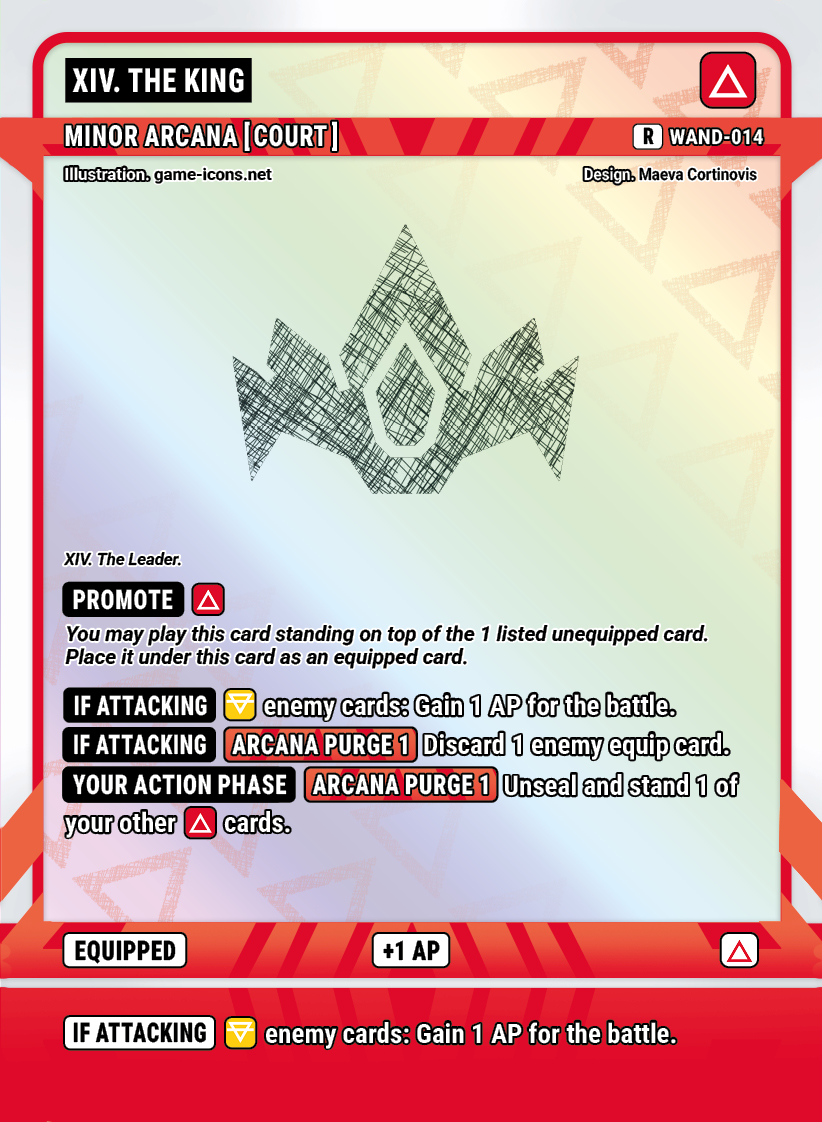 XIV. THE KING
MINOR ARCANA [COURT]
R WAND-014
Illustration. game-icons.net
Design. Maeva Cortinovis
XIV. The Leader.
PROMOTE
You may play this card standing on top of the 1 listed unequipped card.
Place it under this card as an equipped card.
IF ATTACKING enemy cards: Gain 1 AP for the battle.
IF ATTACKING ARCANA PURGE 1 Discard 1 enemy equip card.
YOUR ACTION PHASE ARCANA PURGE 1 Unseal and stand 1 of
your other cards.
EQUIPPED
+1 AP
IF ATTACKING enemy cards: Gain 1 AP for the battle.